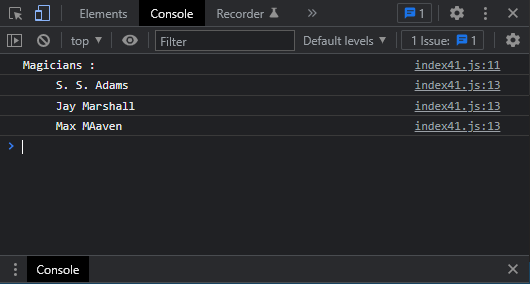 Elements Console Recorder 1
top Filter Default levels 1 Issue: 1
Magicians : index41.js:11
S. S. Adams index41.js:13
Jay Marshall index41.js:13
Max MAaven index41.js:13
Console